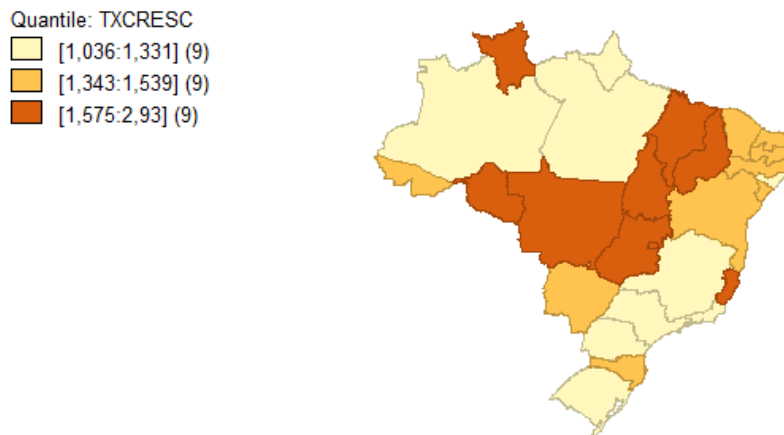 Quantile: TXCRESC
[1,036:1,331] (9)
[1,343:1,539] (9)
[1,575:2,93] (9)